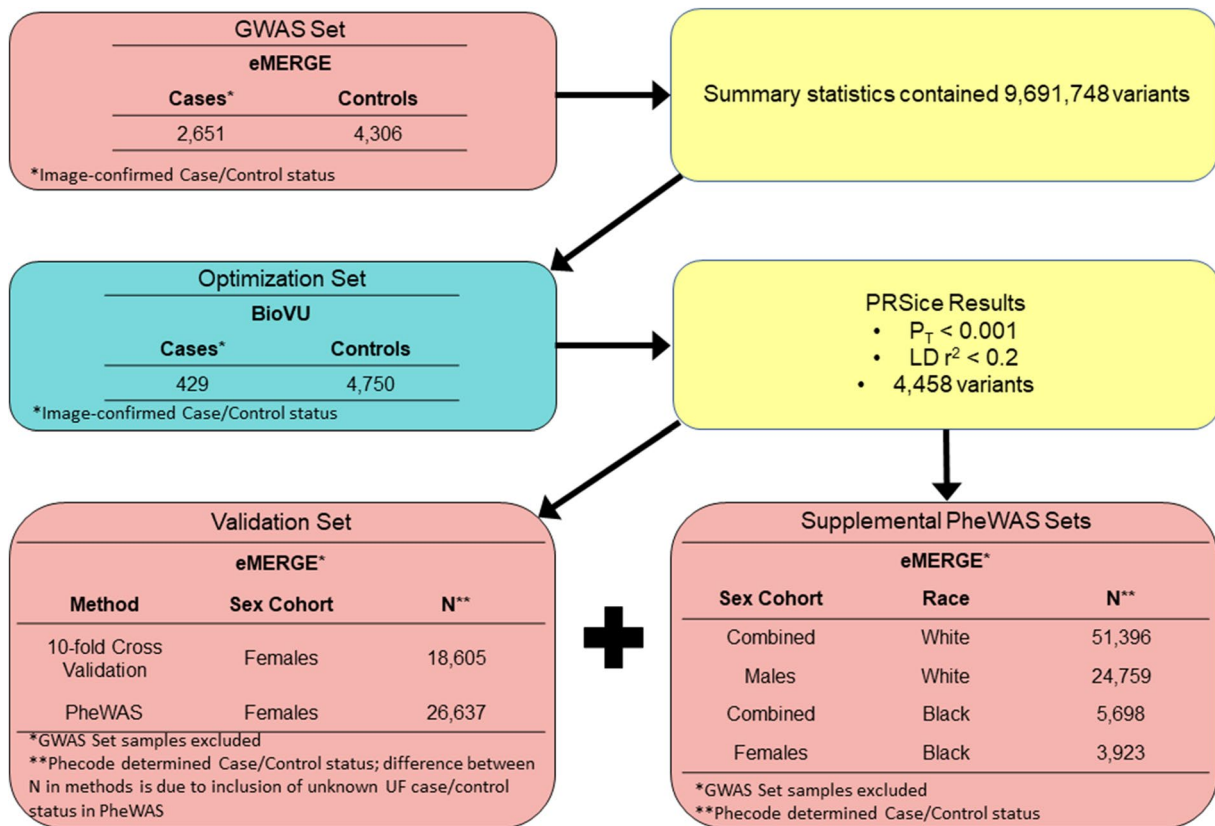 GWAS Set
eMERGE
Cases* Controls
2,651 4,306
*Image-confirmed Case/Control status
Summary statistics contained 9,691,748 variants
Optimization Set
BioVU
Cases* Controls
429 4,750
*Image-confirmed Case/Control status
PRSice Results
• P_T < 0.001
• LD r² < 0.2
• 4,458 variants
Validation Set
eMERGE*
Method Sex Cohort N**
10-fold Cross
Validation Females 18,605
PheWAS Females 26,637
*GWAS Set samples excluded
**Phecode determined Case/Control status; difference between
N in methods is due to inclusion of unknown UF case/control
status in PheWAS
Supplemental PheWAS Sets
eMERGE*
Sex Cohort Race N**
Combined White 51,396
Males White 24,759
Combined Black 5,698
Females Black 3,923
*GWAS Set samples excluded
**Phecode determined Case/Control status